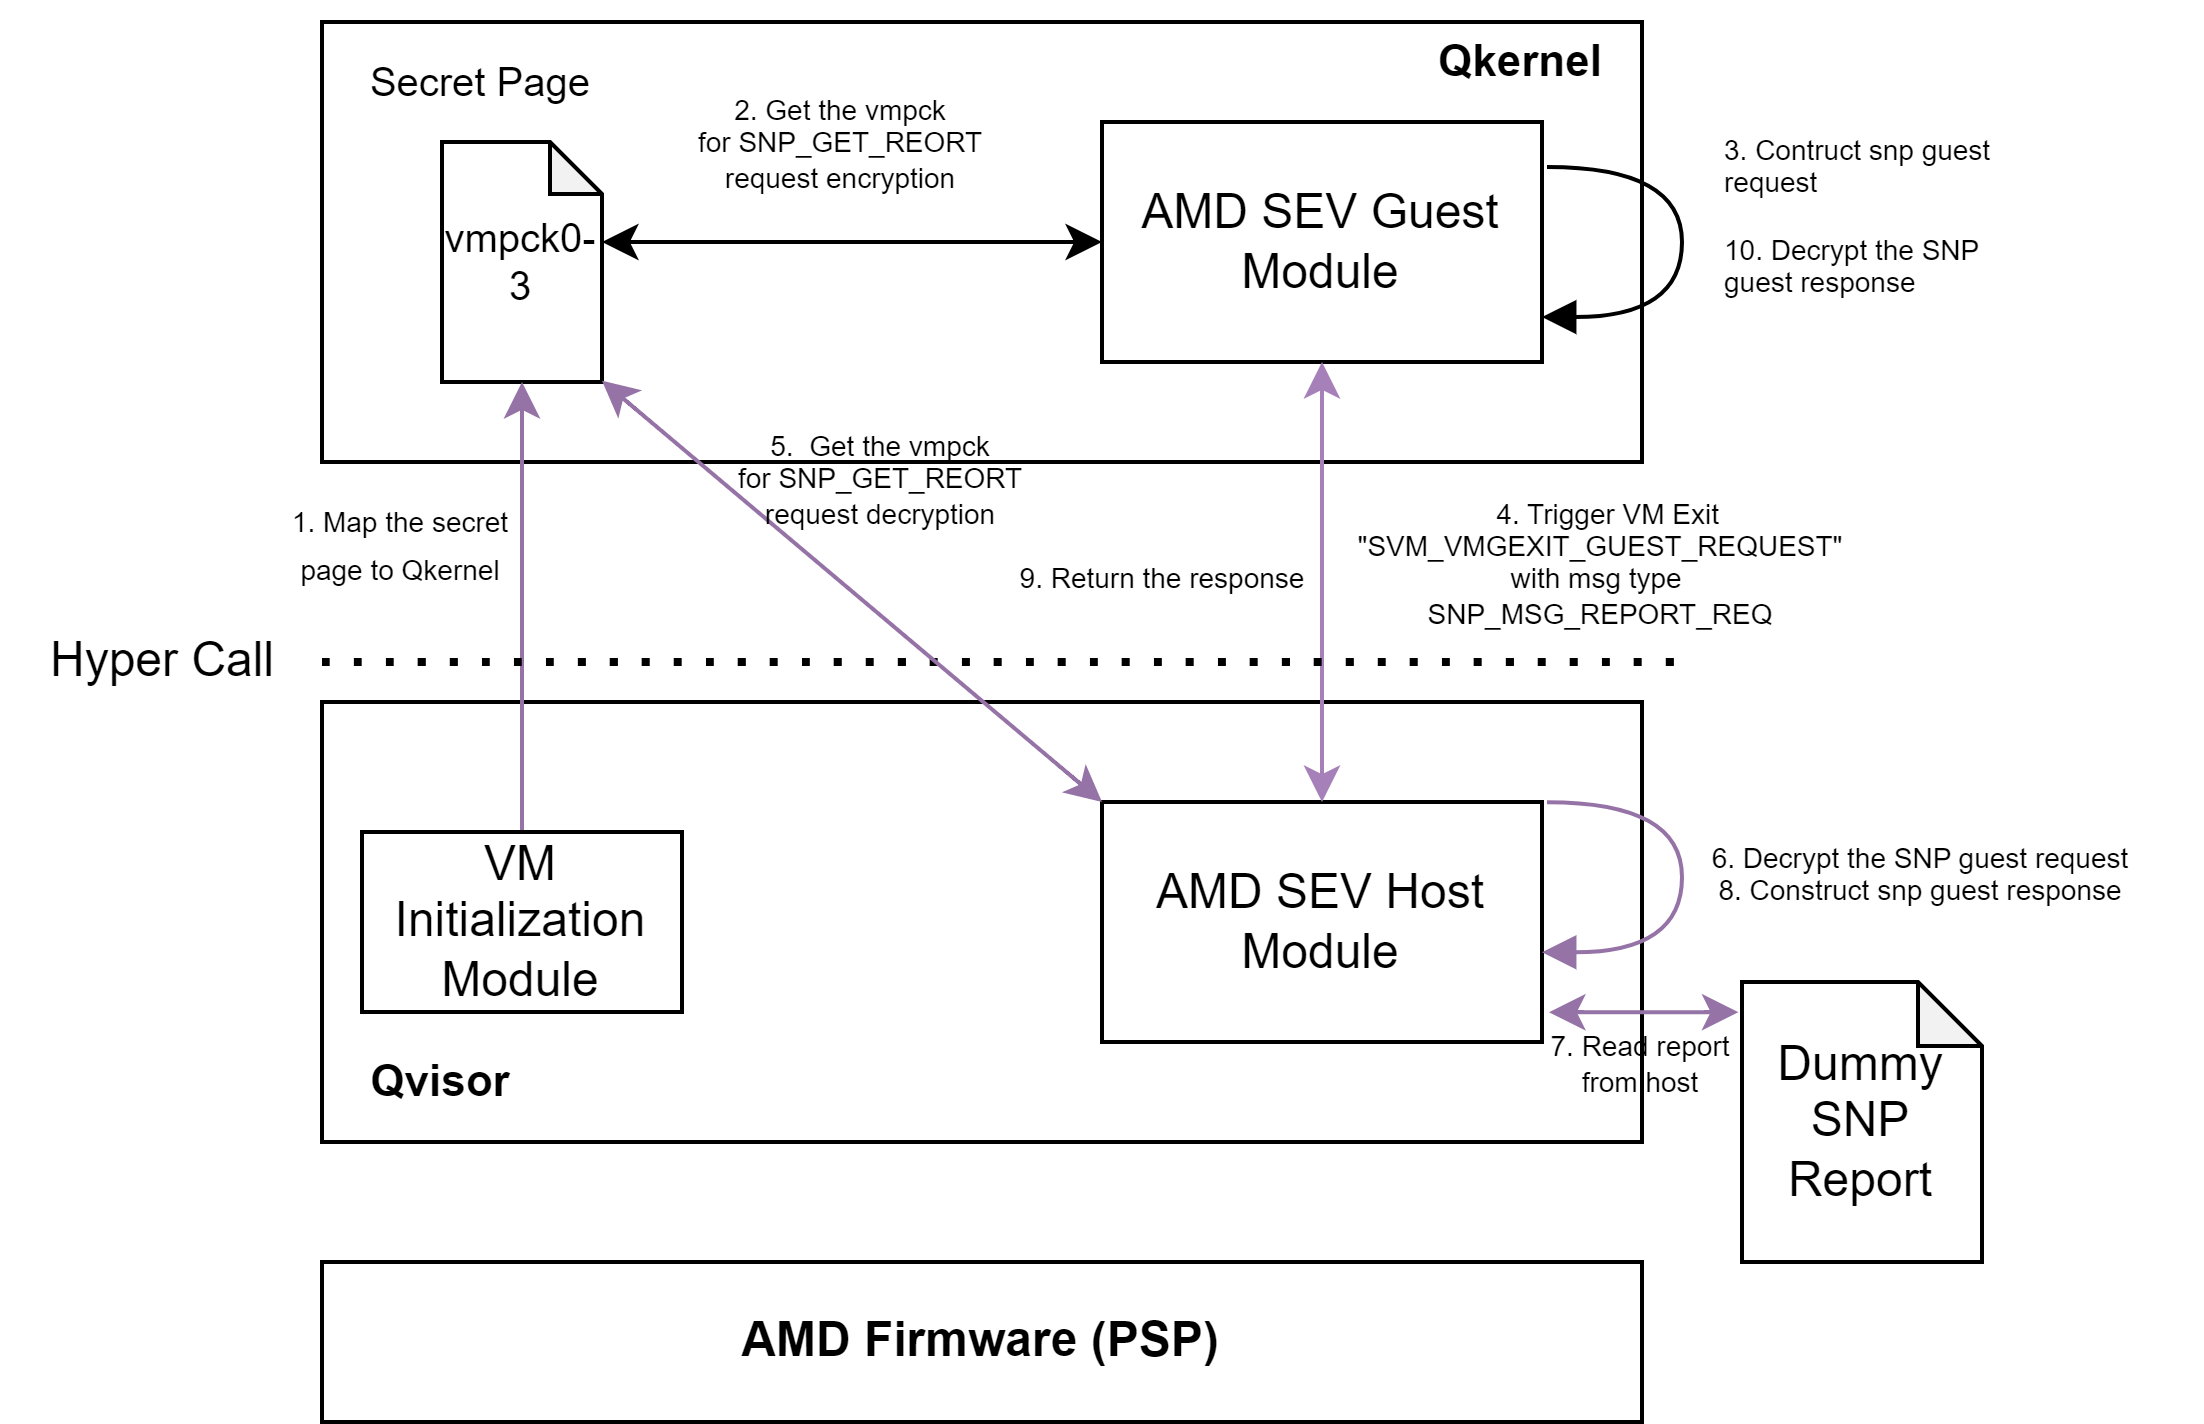 Qkernel
Secret Page
2. Get the vmpck
for SNP_GET_REORT
request encryption
vmpck0-
3
AMD SEV Guest
Module
3. Contruct snp guest
request
10. Decrypt the SNP
guest response
5.  Get the vmpck
for SNP_GET_REORT
request decryption
1. Map the secret
page to Qkernel
9. Return the response
4. Trigger VM Exit
"SVM_VMGEXIT_GUEST_REQUEST"
with msg type
SNP_MSG_REPORT_REQ
Hyper Call
VM
Initialization
Module
AMD SEV Host
Module
6. Decrypt the SNP guest request
8. Construct snp guest response
7. Read report
from host
Qvisor
Dummy
SNP
Report
AMD Firmware (PSP)